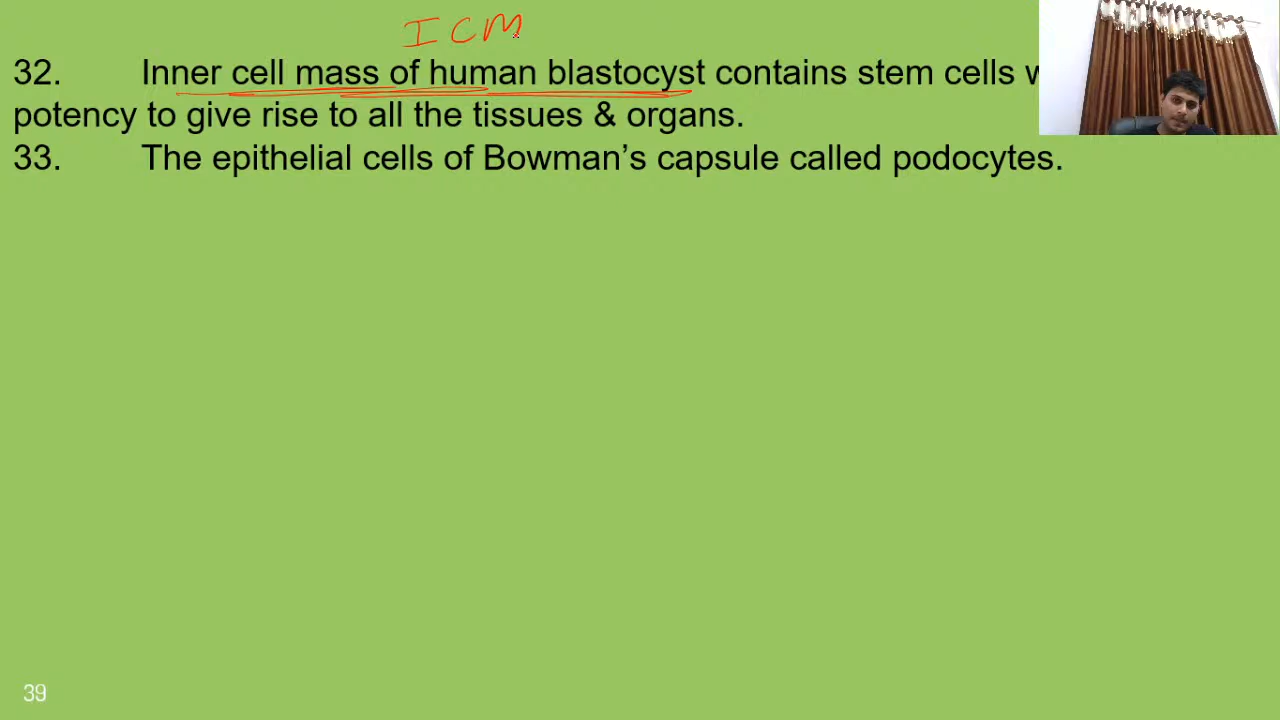 ICM
32. Inner cell mass of human blastocyst contains stem cells
potency to give rise to all the tissues & organs.
33. The epithelial cells of Bowman’s capsule called podocytes.
39